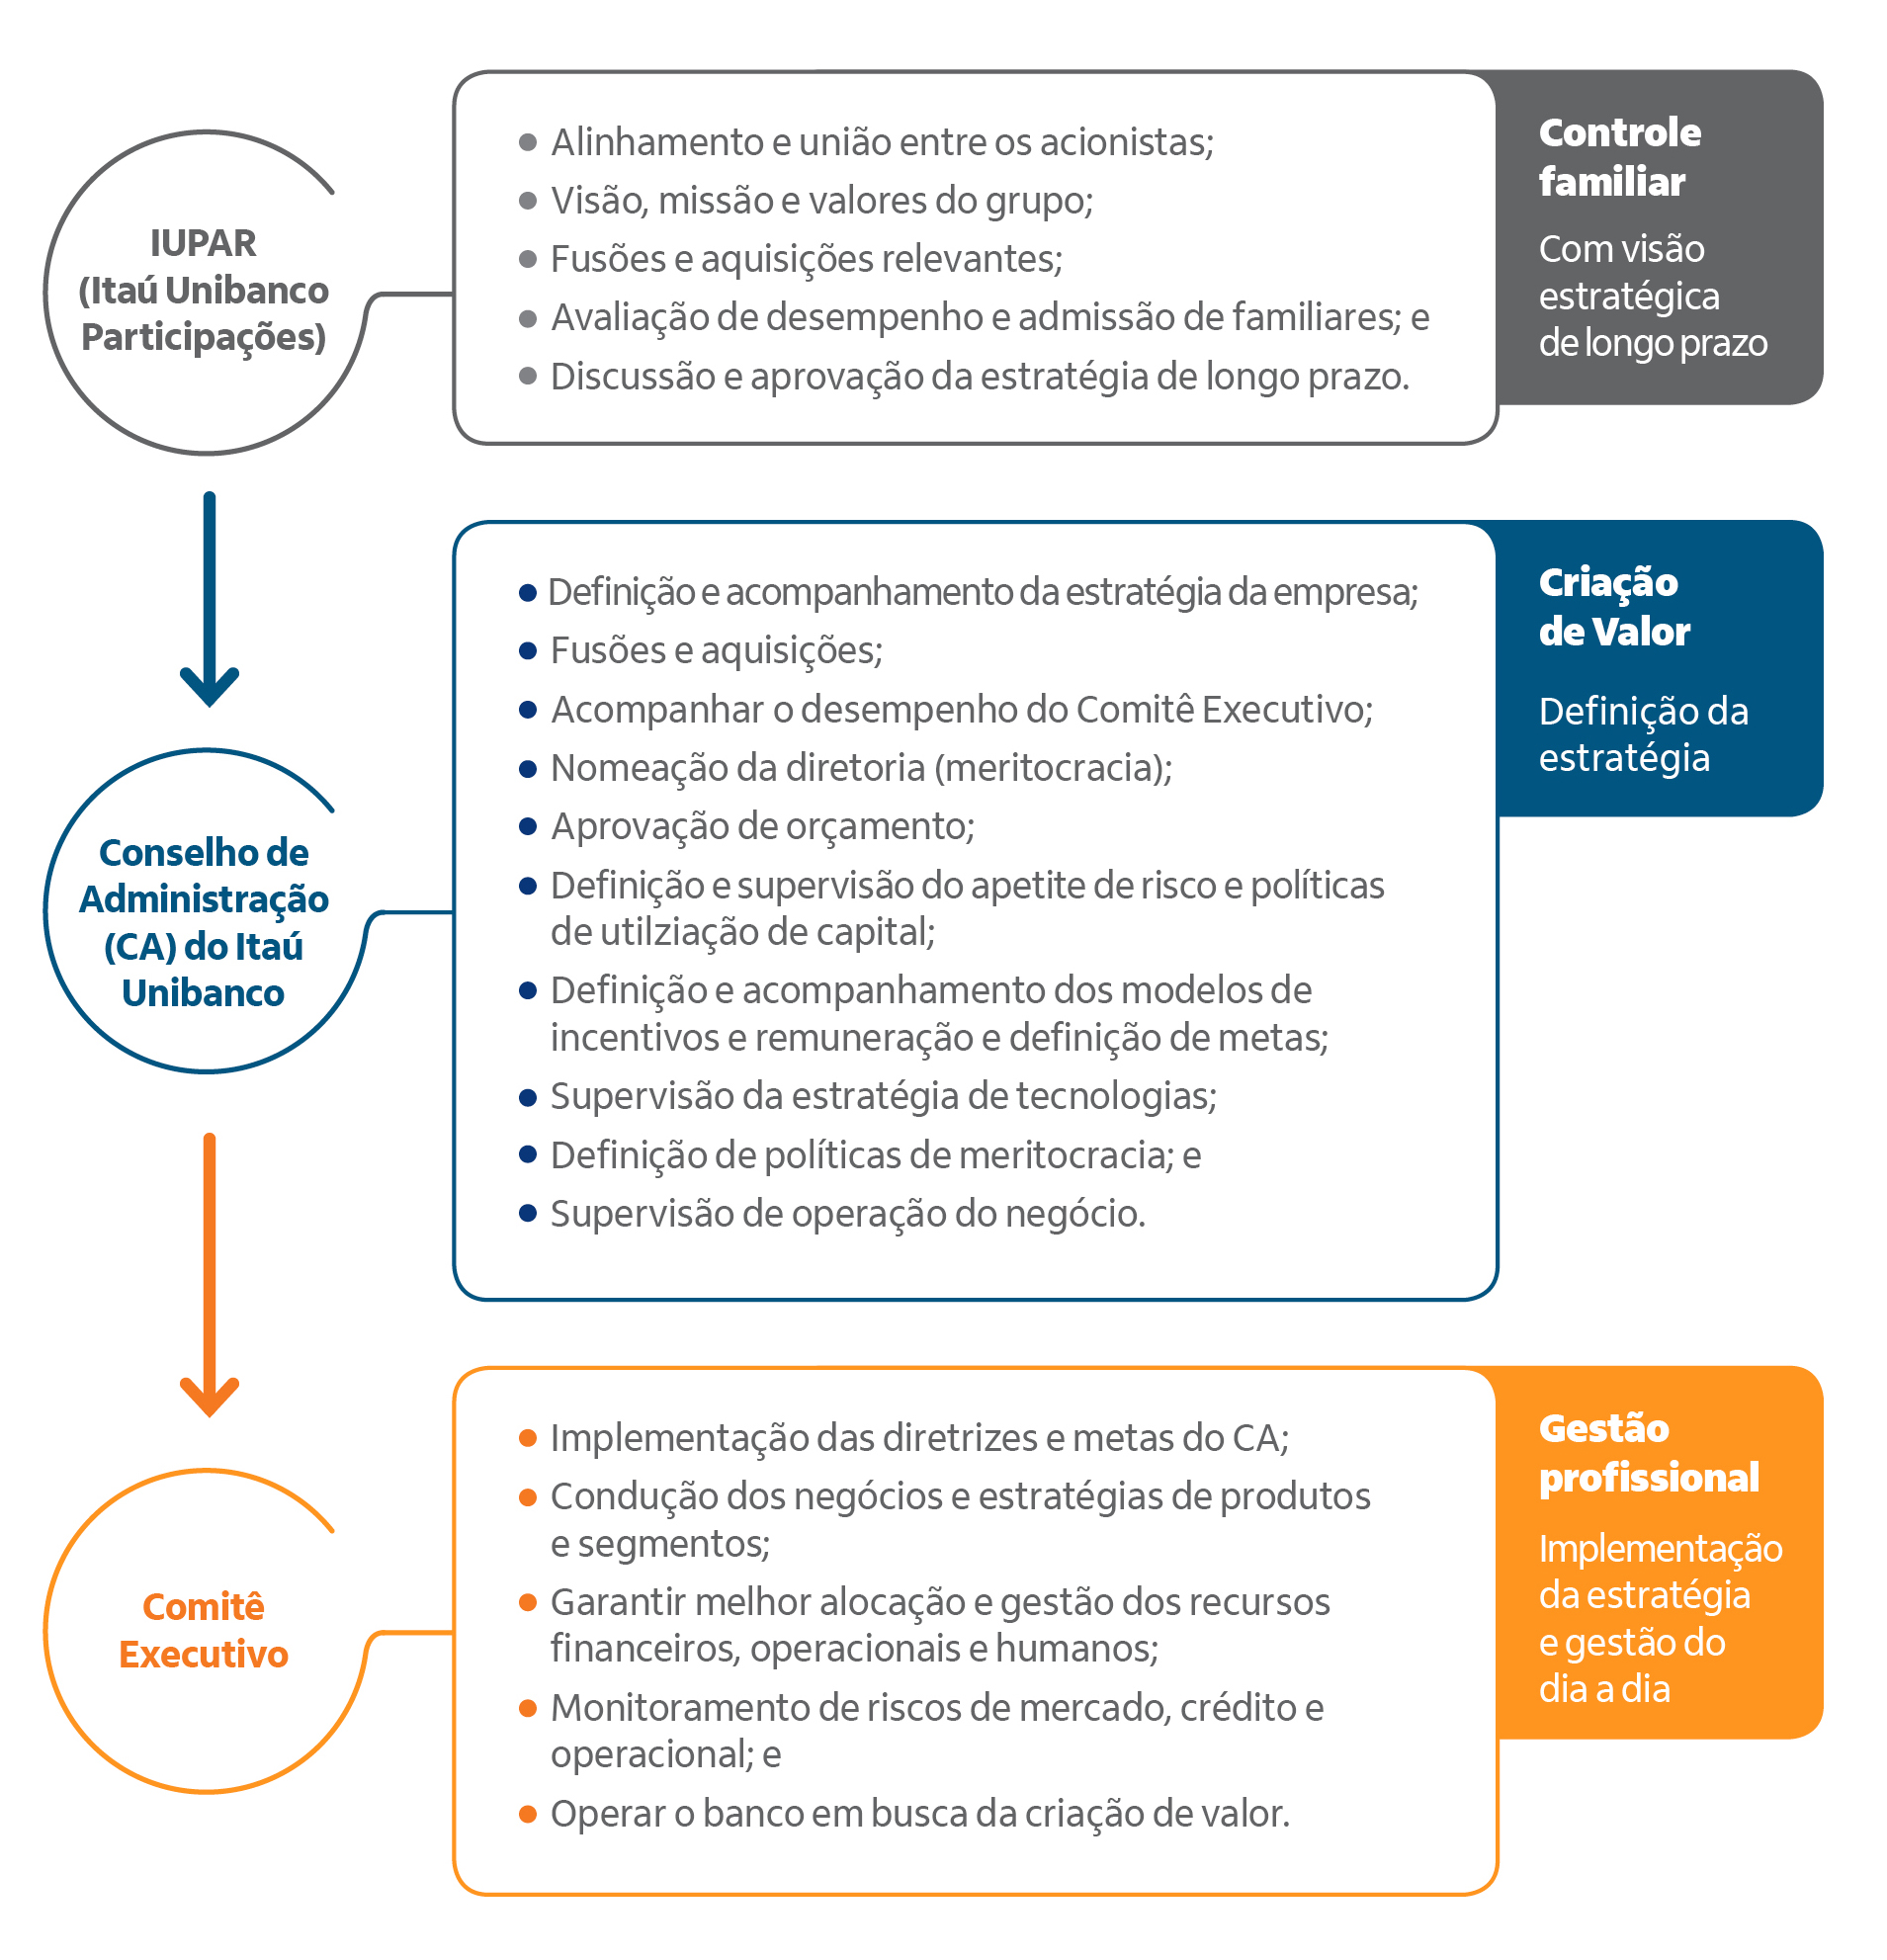 IUPAR
(Itaú Unibanco
Participações)
● Alinhamento e união entre os acionistas;
● Visão, missão e valores do grupo;
● Fusões e aquisições relevantes;
● Avaliação de desempenho e admissão de familiares; e
● Discussão e aprovação da estratégia de longo prazo.
Controle
familiar
Com visão
estratégica
de longo prazo
Conselho de
Administração
(CA) do Itaú
Unibanco
● Definição e acompanhamento da estratégia da empresa;
● Fusões e aquisições;
● Acompanhar o desempenho do Comitê Executivo;
● Nomeação da diretoria (meritocracia);
● Aprovação de orçamento;
● Definição e supervisão do apetite de risco e políticas
de utilziação de capital;
● Definição e acompanhamento dos modelos de
incentivos e remuneração e definição de metas;
● Supervisão da estratégia de tecnologias;
● Definição de políticas de meritocracia; e
● Supervisão de operação do negócio.
Criação
de Valor
Definição da
estratégia
Comitê
Executivo
● Implementação das diretrizes e metas do CA;
● Condução dos negócios e estratégias de produtos
e segmentos;
● Garantir melhor alocação e gestão dos recursos
financeiros, operacionais e humanos;
● Monitoramento de riscos de mercado, crédito e
operacional; e
● Operar o banco em busca da criação de valor.
Gestão
profissional
Implementação
da estratégia
e gestão do
dia a dia